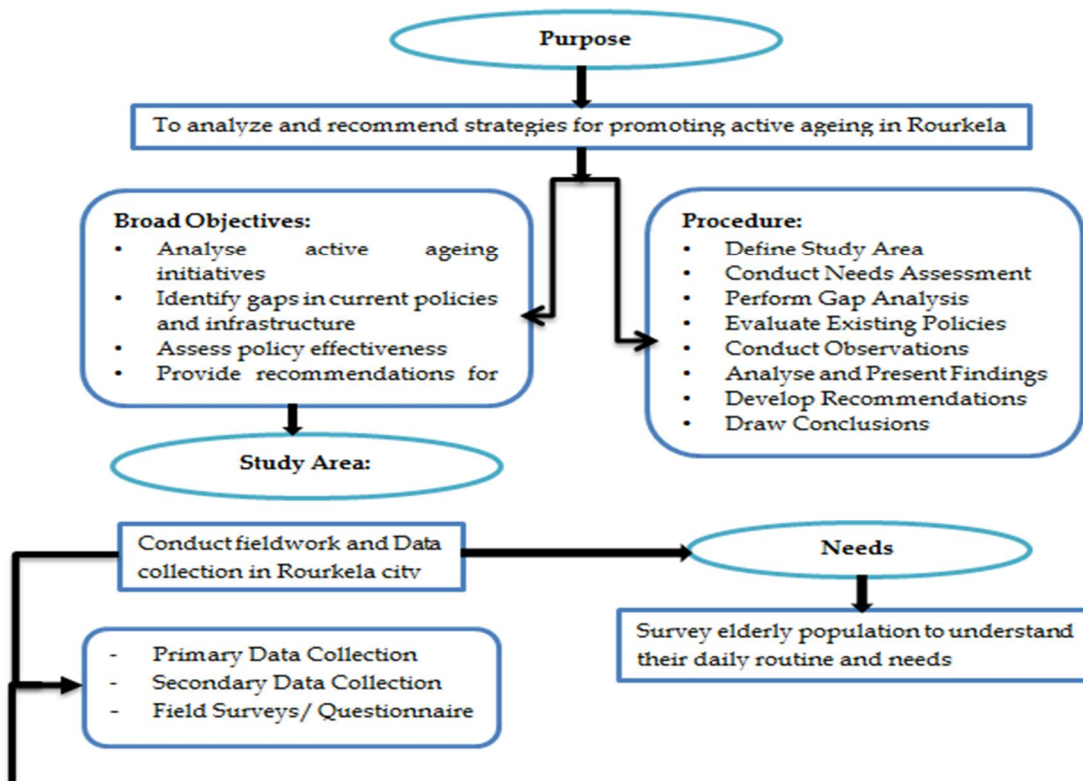 Purpose
To analyze and recommend strategies for promoting active ageing in Rourkela
Broad Objectives:
• Analyse active ageing
initiatives
• Identify gaps in current policies
and infrastructure
• Assess policy effectiveness
• Provide recommendations for
Procedure:
• Define Study Area
• Conduct Needs Assessment
• Perform Gap Analysis
• Evaluate Existing Policies
• Conduct Observations
• Analyse and Present Findings
• Develop Recommendations
• Draw Conclusions
Study Area:
Conduct fieldwork and Data
collection in Rourkela city
Needs
Survey elderly population to understand
their daily routine and needs
- Primary Data Collection
- Secondary Data Collection
- Field Surveys/ Questionnaire